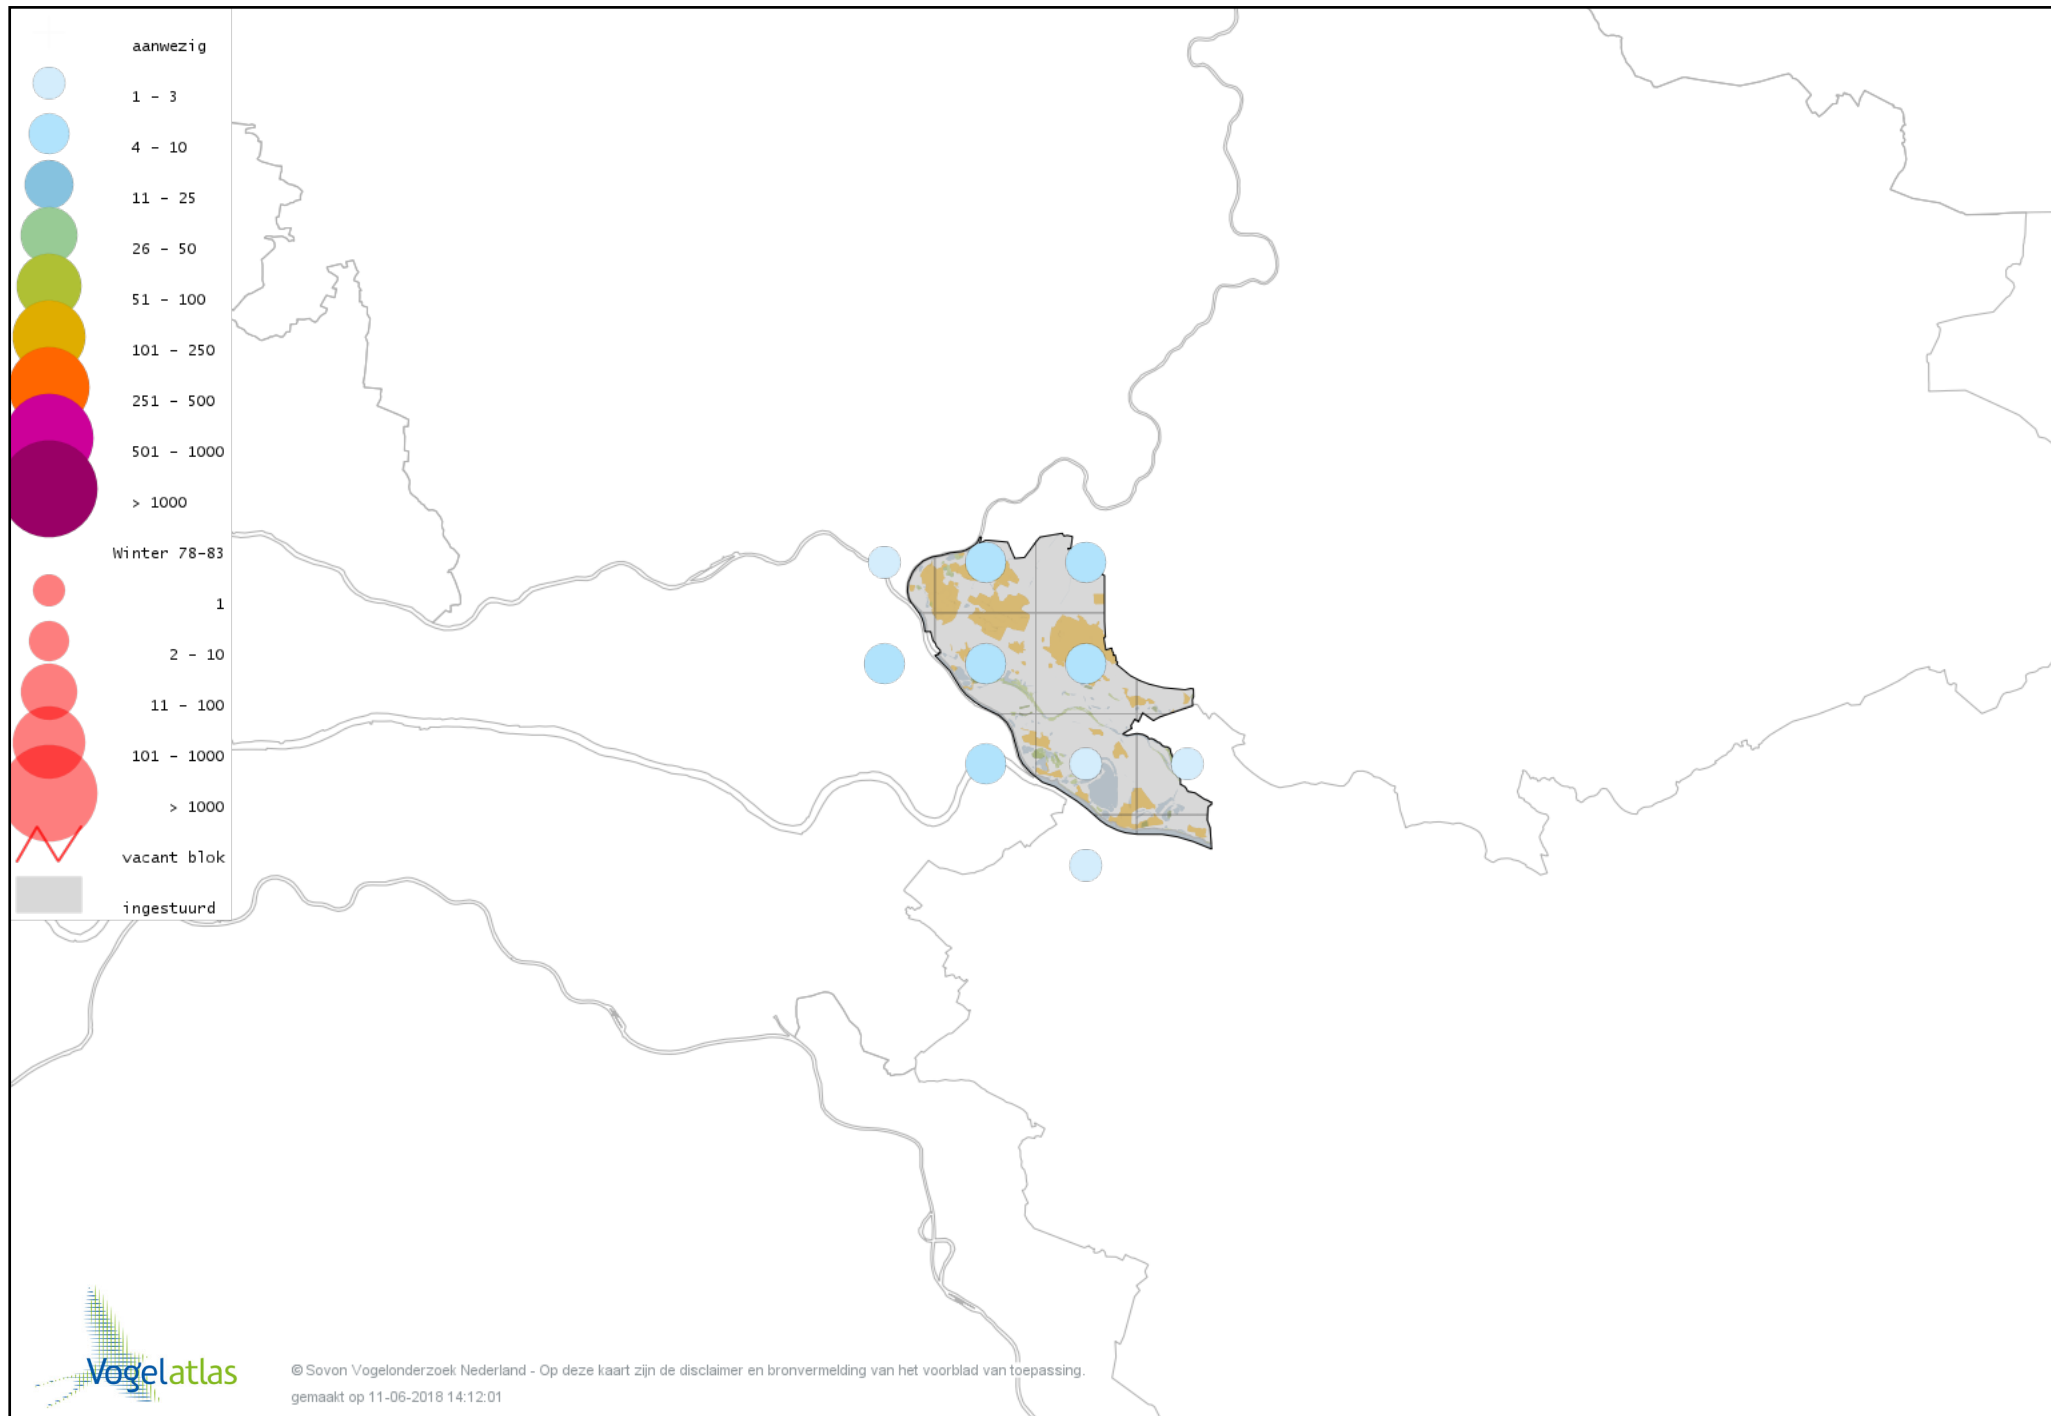 aanwezig
1 - 3
4 - 10
11 - 25
26 - 50
51 - 100
101 - 250
251 - 500
501 - 1000
> 1000
Winter 78-83
1
2 - 10
11 - 100
101 - 1000
> 1000
vacant blok
ingestuurd
Vogelatlas
© Sovon Vogelonderzoek Nederland - Op deze kaart zijn de disclaimer en bronvermelding van het voorblad van toepassing.
gemaakt op 11-06-2018 14:12:01